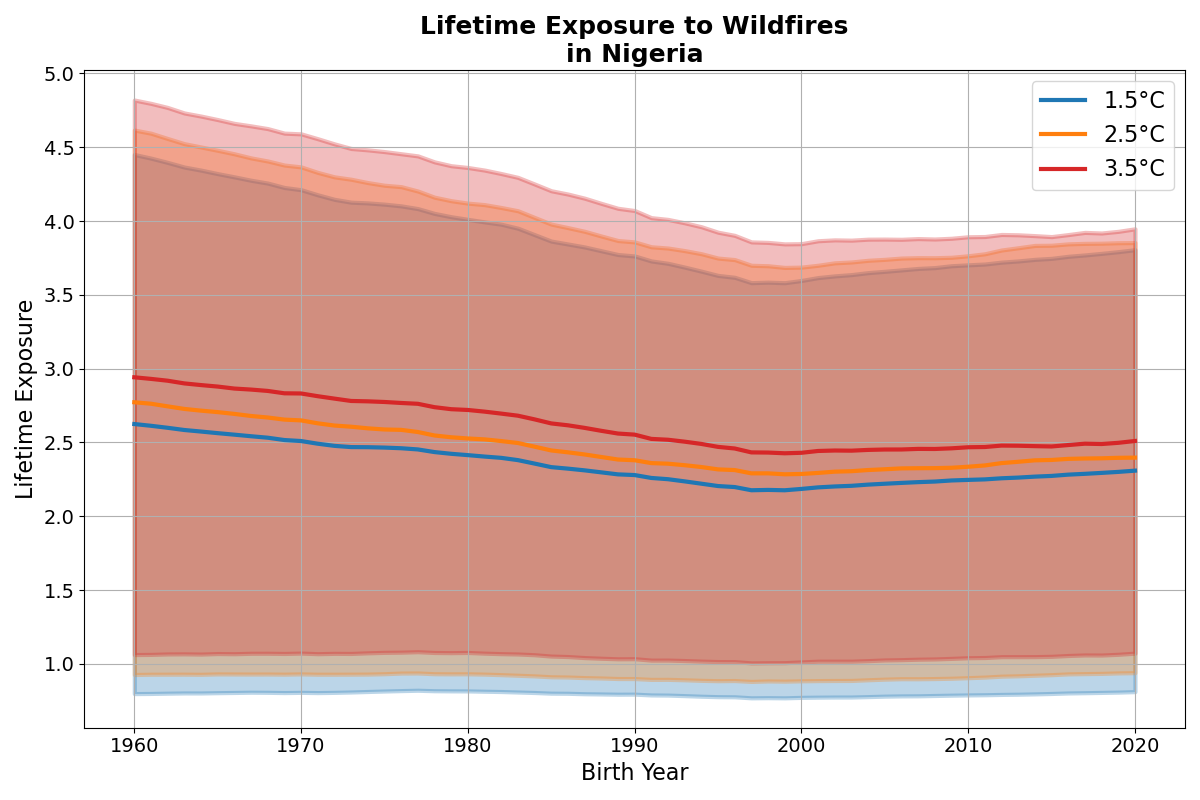 Lifetime Exposure to Wildfires
in Nigeria
5.0
4.5
4.0
3.5
3.0
2.5
2.0
1.5
1.0
Lifetime Exposure
1.5°C
2.5°C
3.5°C
1960 1970 1980 1990 2000 2010 2020
Birth Year